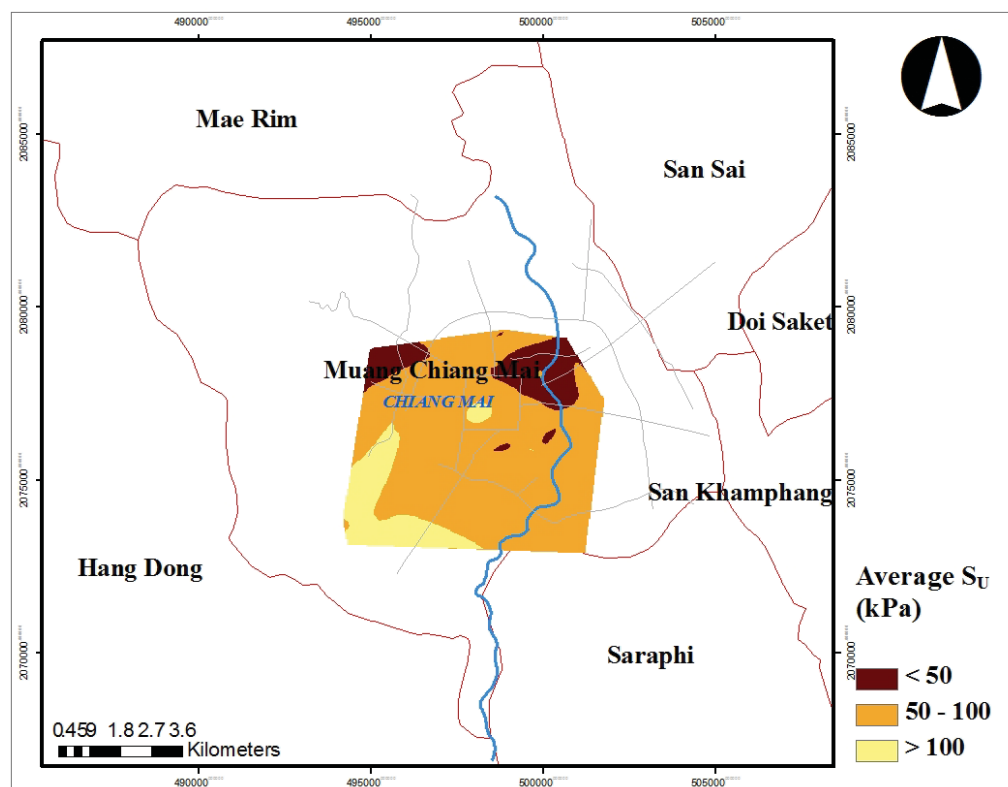 490000
495000
500000
505000
2085000
2080000
2075000
2070000
Mae Rim
San Sai
Doi Saket
Muang Chiang Mai
CHIANG MAI
San Khamphang
Hang Dong
Saraphi
Average SU
(kPa)
< 50
50 - 100
> 100
0.45.9 1.8 2.7 3.6
Kilometers
2085000
2080000
2075000
2070000
490000
495000
500000
505000